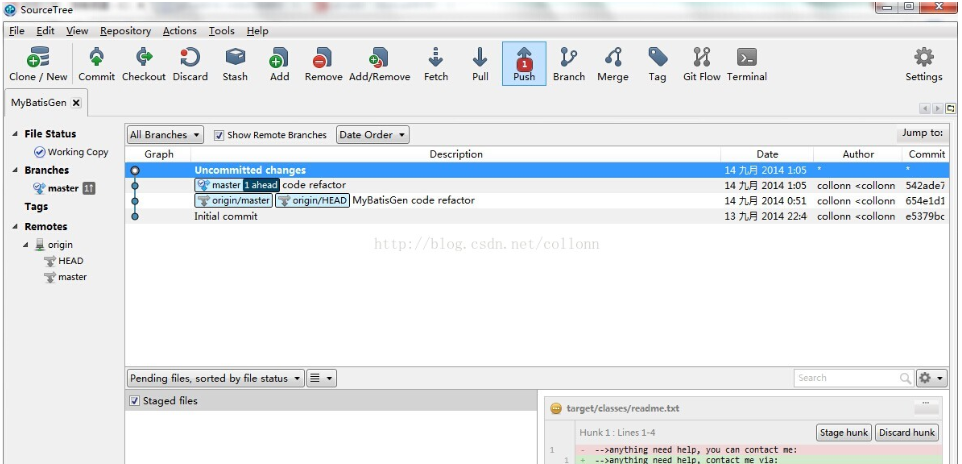 SourceTree
File Edit View Repository Actions Tools Help
Clone / New Commit Checkout Discard Stash Add Remove Add/Remove Fetch Pull 1 Push Branch Merge Tag Git Flow Terminal Settings
MyBatisGen
File Status
Working Copy
Branches
master 1↑
Tags
Remotes
origin
HEAD
master
All Branches Show Remote Branches Date Order Jump to:
Graph Description Date Author Commit
Uncommitted changes 14 九月 2014 1:05 * *
master 1 ahead code refactor 14 九月 2014 1:05 collonn <collonn 542ade7
origin/master origin/HEAD MyBatisGen code refactor 14 九月 2014 0:51 collonn <collonn 654e1d1
Initial commit 13 九月 2014 22:4 collonn <collonn e5379bc
http://blog.csdn.net/collonn
Pending files, sorted by file status Search
Staged files
target/classes/readme.txt ...
Hunk 1 : Lines 1-4 Stage hunk Discard hunk
1 - -->anything need help, you can contact me:
1 + -->anything need help, contact me via: